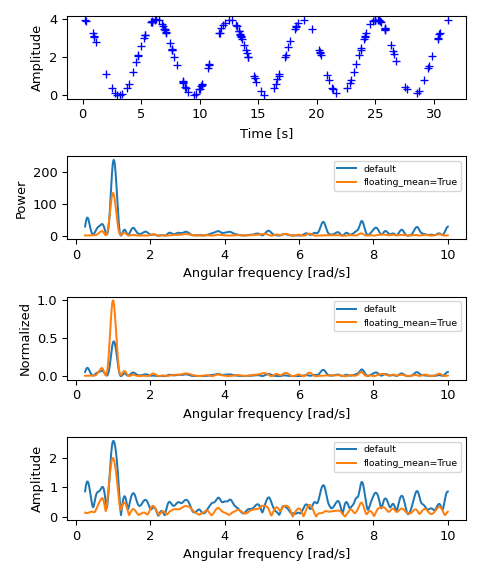 Amplitude
4
2
0
0 5 10 15 20 25 30
Time [s]
Power
200
100
0
default
floating_mean=True
0 2 4 6 8 10
Angular frequency [rad/s]
Normalized
1.0
0.5
0.0
default
floating_mean=True
0 2 4 6 8 10
Angular frequency [rad/s]
Amplitude
2
1
0
default
floating_mean=True
0 2 4 6 8 10
Angular frequency [rad/s]